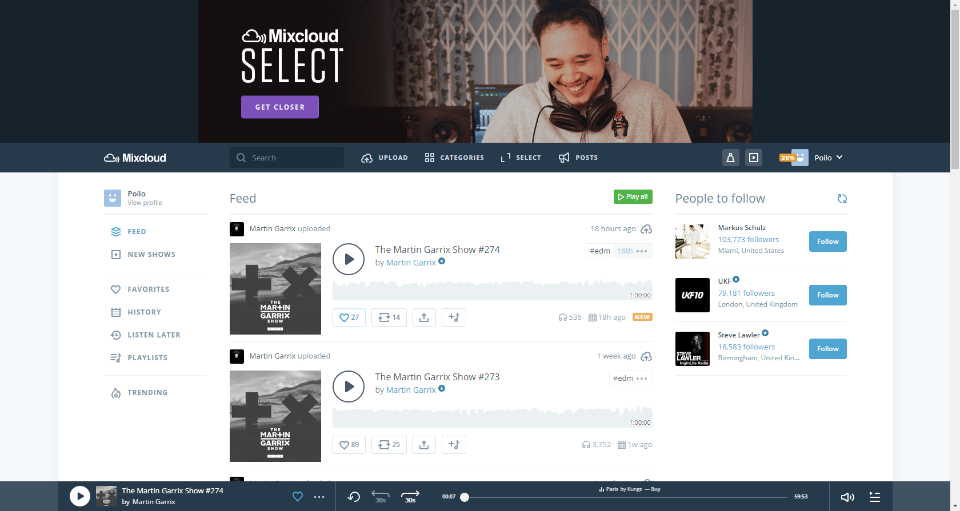 Mixcloud
SELECT
GET CLOSER
Mixcloud
Search
UPLOAD
CATEGORIES
SELECT
POSTS
28%
Poilo
Poilo
View profile
FEED
NEW SHOWS
FAVORITES
HISTORY
LISTEN LATER
PLAYLISTS
TRENDING
Feed
Play all
Martin Garrix uploaded
18 hours ago
THE MARTIN GARRIX SHOW
The Martin Garrix Show #274
by Martin Garrix
#edm
16th
1:00:00
27
14
536
18h ago
NEW
Martin Garrix uploaded
1 week ago
THE MARTIN GARRIX SHOW
The Martin Garrix Show #273
by Martin Garrix
#edm
1:00:00
89
25
3,752
1w ago
People to follow
Markus Schulz
103,773 followers
Miami, United States
Follow
UKF10
UKF
79,181 followers
London, United Kingdom
Follow
STEVE LAWLER
Steve Lawler
16,583 followers
Birmingham, United Kin...
Follow
The Martin Garrix Show #274
by Martin Garrix
30s
30s
00:07
Paris by Kungs — Buy
-59:53